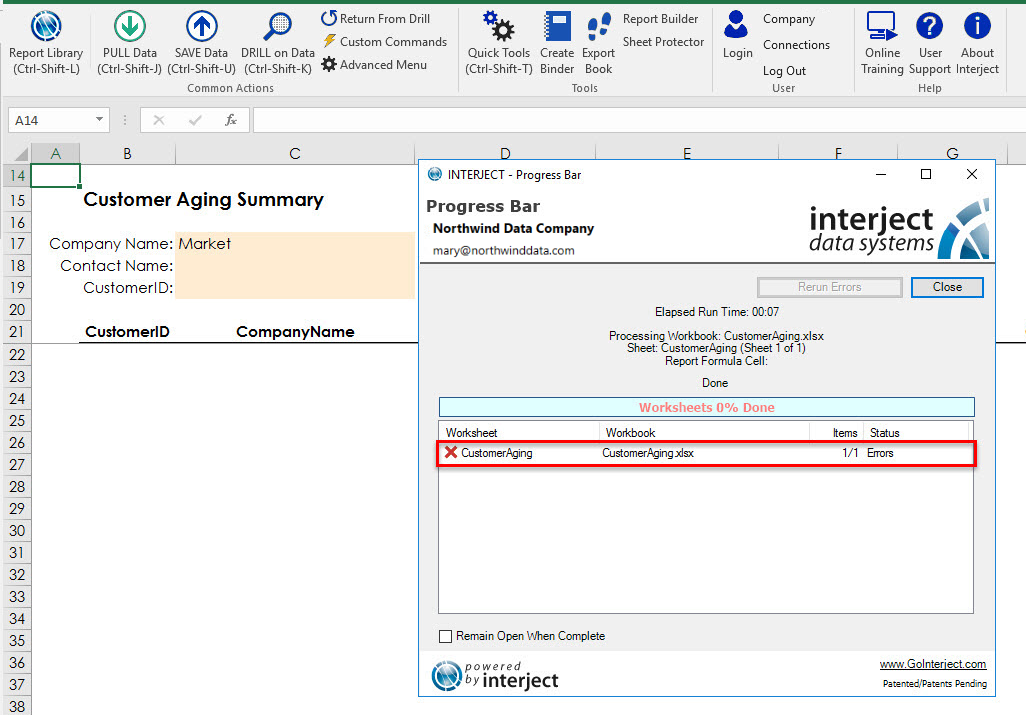 Report Library
(Ctrl-Shift-L)
PULL Data
(Ctrl-Shift-J)
SAVE Data
(Ctrl-Shift-U)
DRILL on Data
(Ctrl-Shift-K)
Return From Drill
Custom Commands
Advanced Menu
Common Actions
Quick Tools
(Ctrl-Shift-T)
Create
Binder
Export
Book
Report Builder
Sheet Protector
Tools
Login
Company
Connections
Log Out
User
Online
Training
User
Support
About
Interject
Help
A14
fx
A B C D E F G
14
15 Customer Aging Summary
16
17 Company Name: Market
18 Contact Name:
19 CustomerID:
20
21 CustomerID CompanyName
22
23
24
25
26
27
28
29
30
31
32
33
34
35
36
37
38
INTERJECT - Progress Bar
Progress Bar
Northwind Data Company
mary@northwinddata.com
interject
data systems
Rerun Errors
Close
Elapsed Run Time: 00:07
Processing Workbook: CustomerAging.xlsx
Sheet: CustomerAging (Sheet 1 of 1)
Report Formula Cell:
Done
Worksheets 0% Done
Worksheet Workbook Items Status
CustomerAging CustomerAging.xlsx 1/1 Errors
Remain Open When Complete
powered
by interject
www.GoInterject.com
Patented/Patents Pending